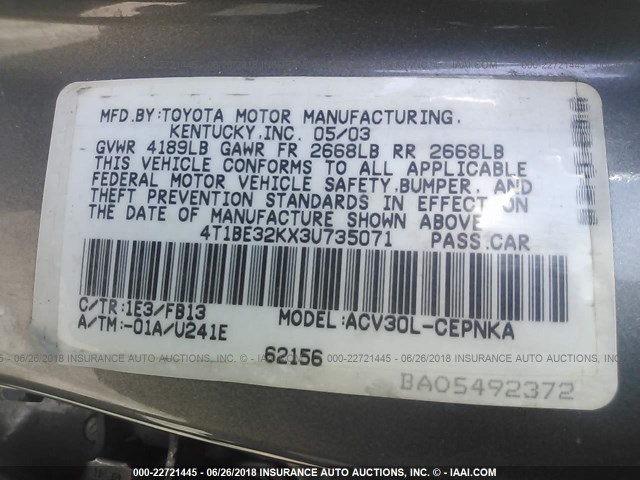 MFD.BY:TOYOTA MOTOR MANUFACTURING,
KENTUCKY,INC. 05/03
GVWR 4189LB GAWR FR 2668LB RR 2668LB
THIS VEHICLE CONFORMS TO ALL APPLICABLE
FEDERAL MOTOR VEHICLE SAFETY,BUMPER, AND
THEFT PREVENTION STANDARDS IN EFFECT ON
THE DATE OF MANUFACTURE SHOWN ABOVE.
4T1BE32KX3U735071 PASS.CAR
C/TR:1E3/FB13
A/TM:-01A/U241E MODEL:ACV30L-CEPNKA
62156
BA05492372
000-22721445 - 06/26/2018 - © COPYRIGHT IAA, INC. - IAAI.COM